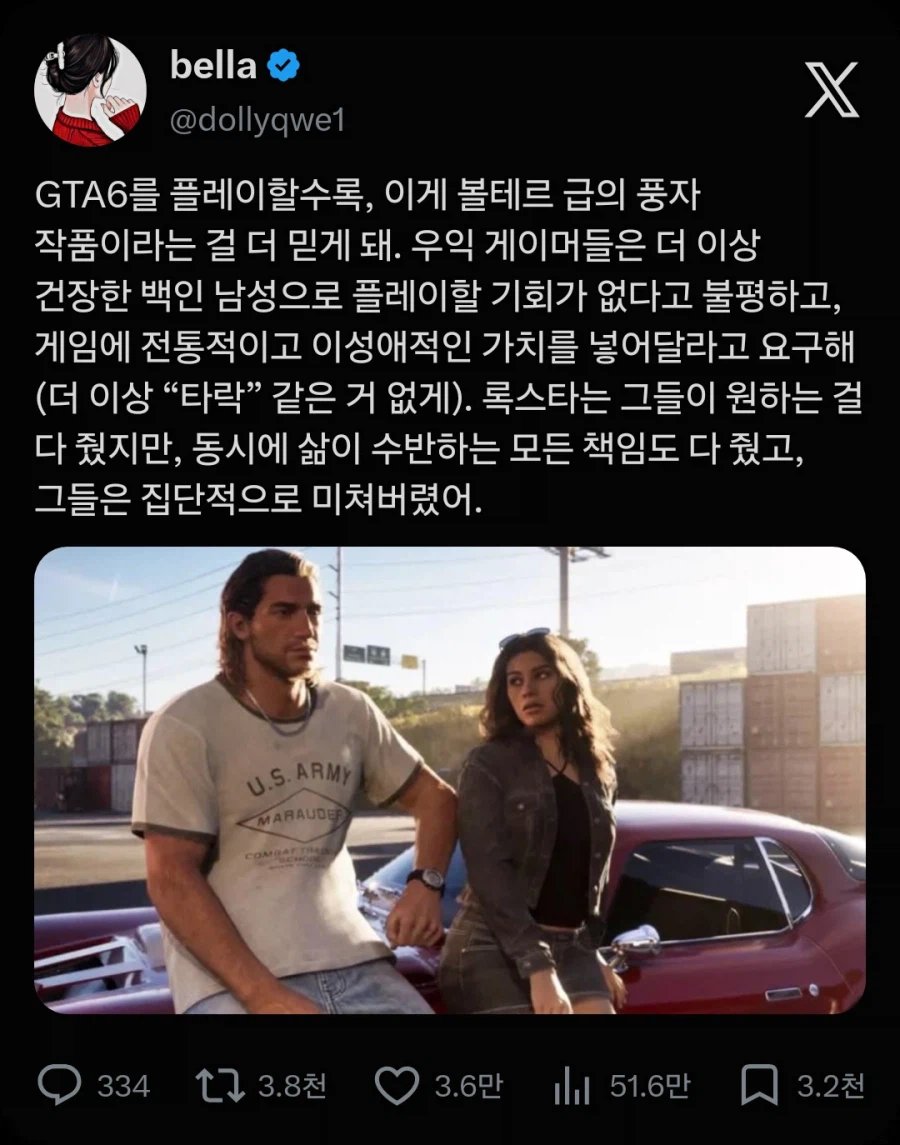 bella
@dollyqwe1
GTA6를 플레이할수록, 이게 볼테르 급의 풍자
작품이라는 걸 더 믿게 돼. 우익 게이머들은 더 이상
건장한 백인 남성으로 플레이할 기회가 없다고 불평하고,
게임에 전통적이고 이성애적인 가치를 넣어달라고 요구해
(더 이상 “타락” 같은 거 없게). 록스타는 그들이 원하는 걸
다 줬지만, 동시에 삶이 수반하는 모든 책임도 다 줬고,
그들은 집단적으로 미쳐버렸어.
U.S. ARMY
MARAUDER
COMBAT
SCHOOL
334
3.8천
3.6만
51.6만
3.2천